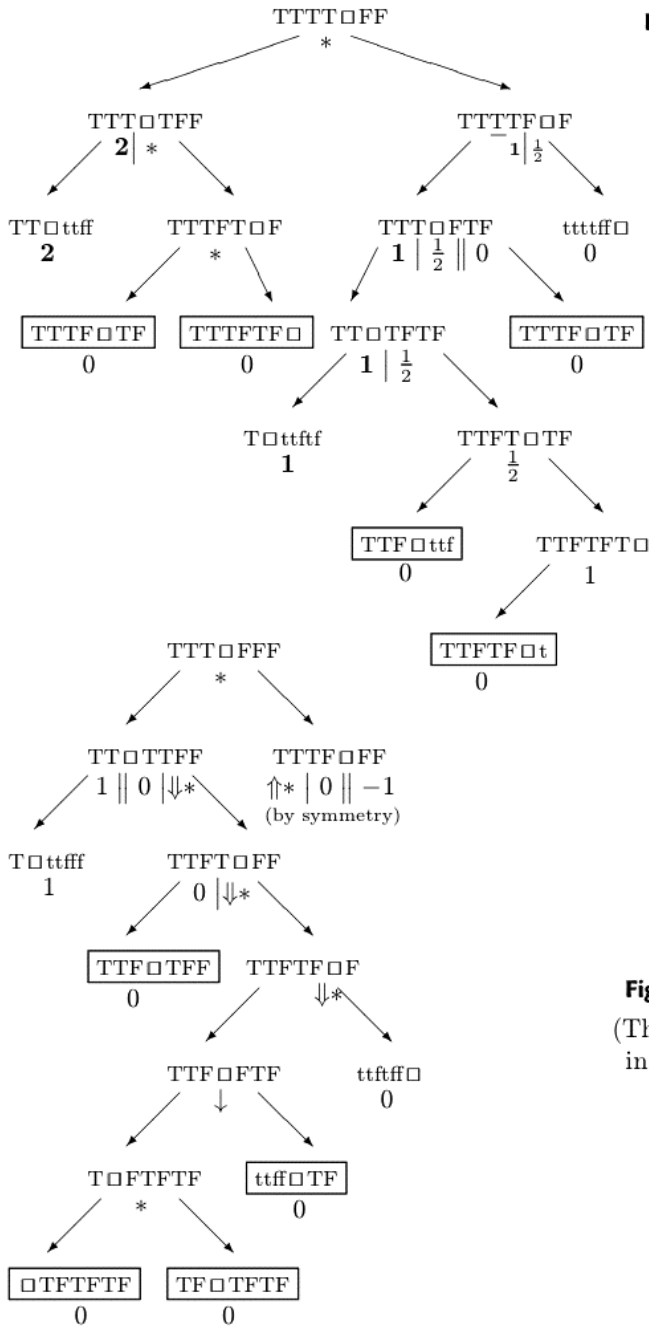 TTTT□FF
*
TTT□TFF TTTTF□F
2| * −1|½
TT□ttff TTTFT□F TTT□FTF ttttff□
2 * 1 | ½ || 0 0
TTTF□TF TTTFTF□ TT□TFTF TTTF□TF
0 0 1 | ½ 0
T□ttftf TTFT□TF
1 ½
TTF□ttf TTFTFT□
0 1
TTFTF□t
0
TTT□FFF
*
TT□TTFF TTTF□FF
1 || 0 |⇓* ⇑* | 0 || −1
(by symmetry)
T□ttfff TTFT□FF
1 0 |⇓*
TTF□TFF TTFTF□F
0 ⇓*
TTF□FTF ttftff□
↓ 0
T□FTFTF ttff□TF
* 0
□TFTFTF TF□TFTF
0 0
Fig
(Th
in